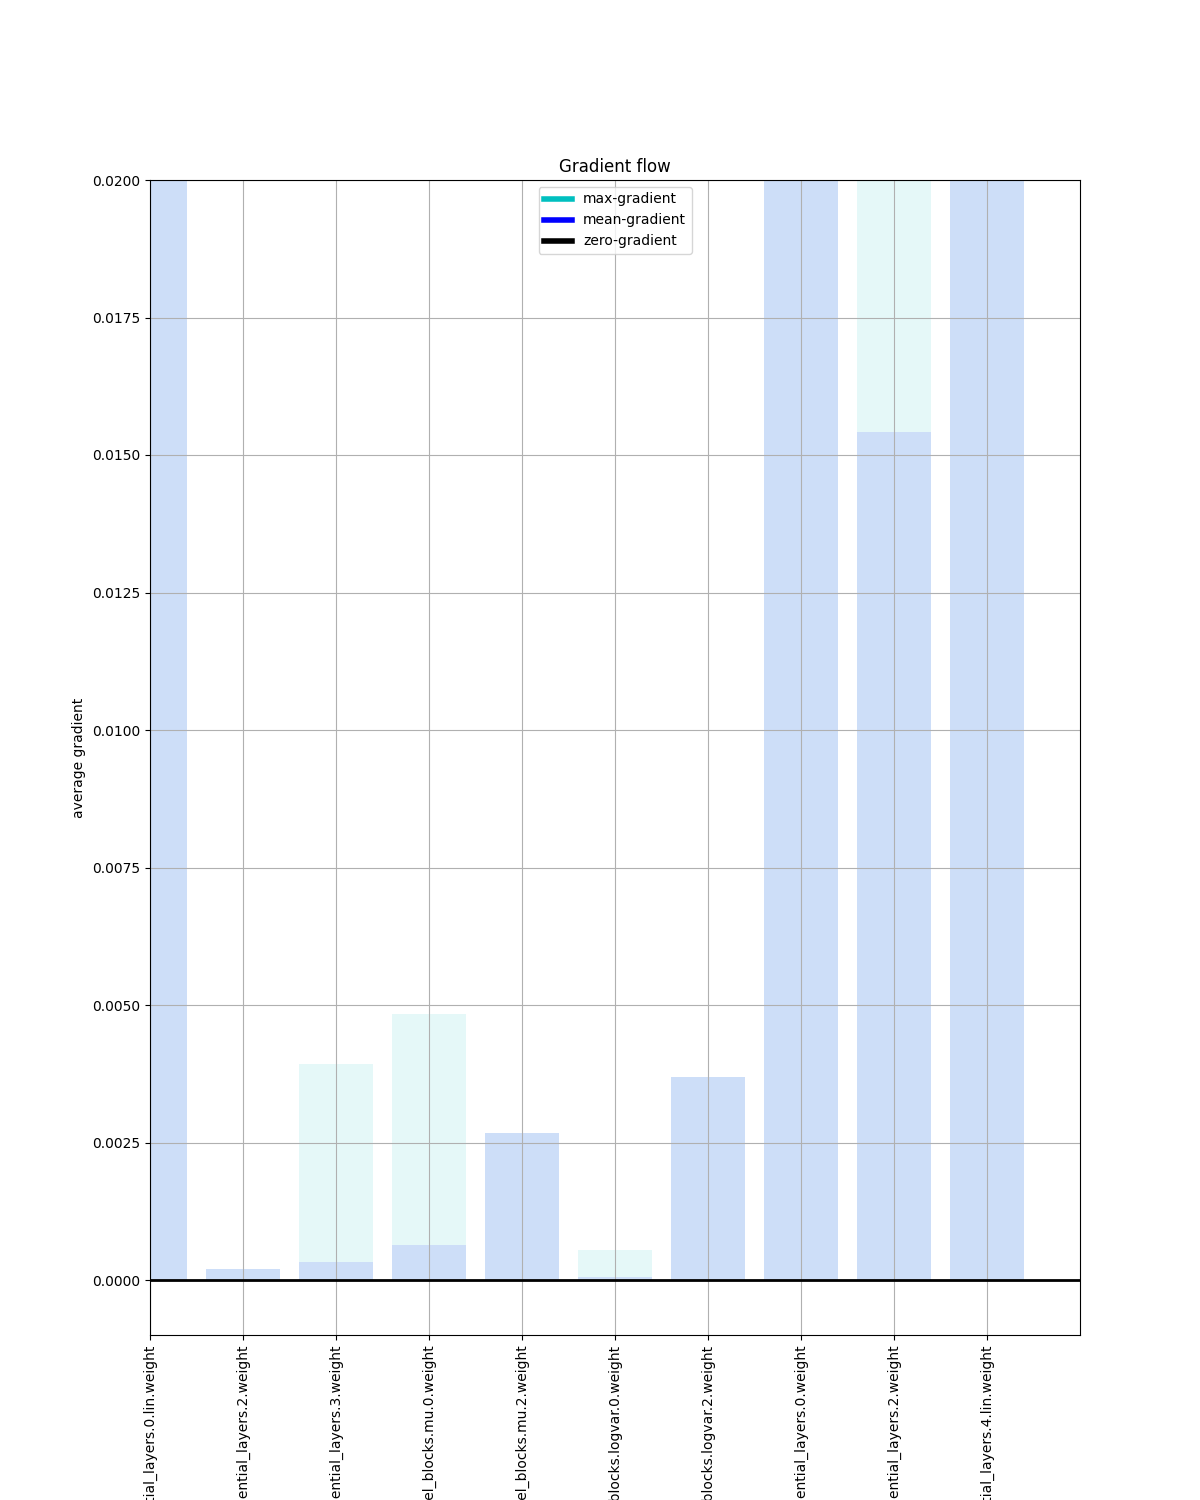 Gradient flow
max-gradient
mean-gradient
zero-gradient
0.0200
0.0175
0.0150
0.0125
0.0100
0.0075
0.0050
0.0025
0.0000
average gradient
tial_layers.0.lin.weight
ential_layers.2.weight
ential_layers.3.weight
el_blocks.mu.0.weight
el_blocks.mu.2.weight
blocks.logvar.0.weight
blocks.logvar.2.weight
ential_layers.0.weight
ential_layers.2.weight
tial_layers.4.lin.weight